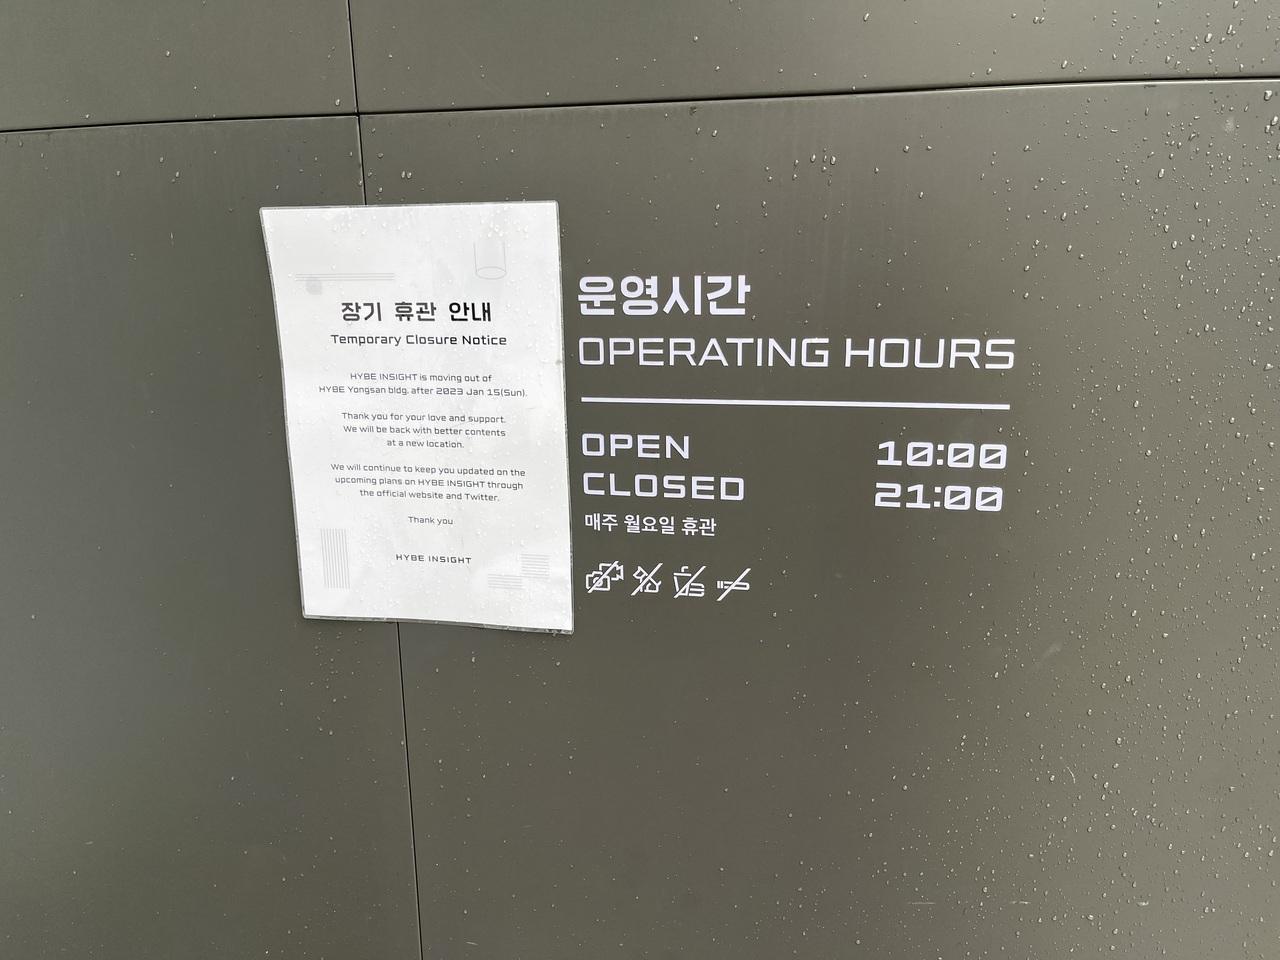 장기 휴관 안내
Temporary Closure Notice
HYBE INSIGHT is moving out of
HYBE Yongsan bldg. after 2023 Jan 15(Sun).
Thank you for your love and support.
We will be back with better contents
at a new location.
We will continue to keep you updated on the
upcoming plans on HYBE INSIGHT through
the official website and Twitter.
Thank you
HYBE INSIGHT
운영시간
OPERATING HOURS
OPEN 10:00
CLOSED 21:00
매주 월요일 휴관